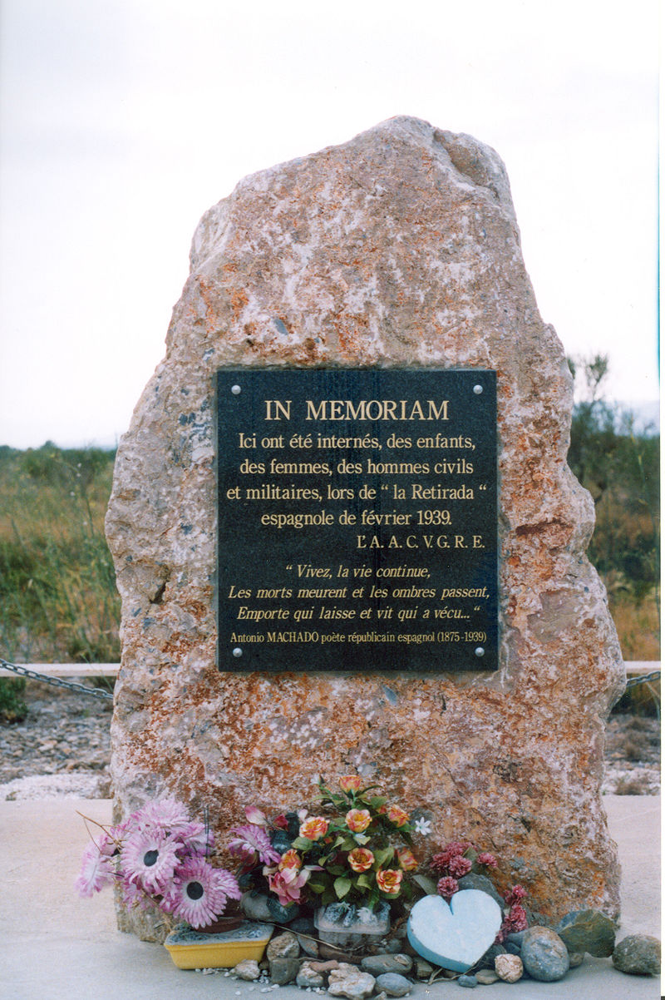 IN MEMORIAM
Ici ont été internés, des enfants,
des femmes, des hommes civils
et militaires, lors de “ la Retirada “
espagnole de février 1939.
L'A. A. C. V. G. R. E.
“ Vivez, la vie continue,
Les morts meurent et les ombres passent,
Emporte qui laisse et vit qui a vécu... “
Antonio MACHADO poète républicain espagnol (1875-1939)